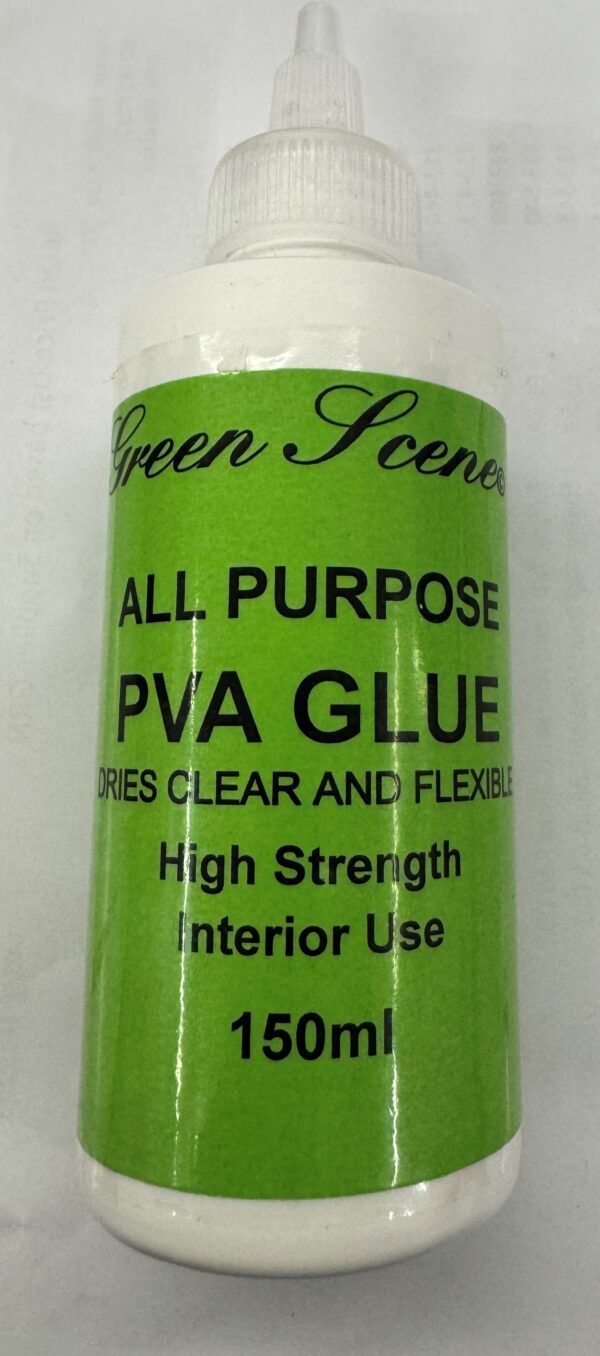 Green Scene©
ALL PURPOSE
PVA GLUE
DRIES CLEAR AND FLEXIBLE
High Strength
Interior Use
150ml